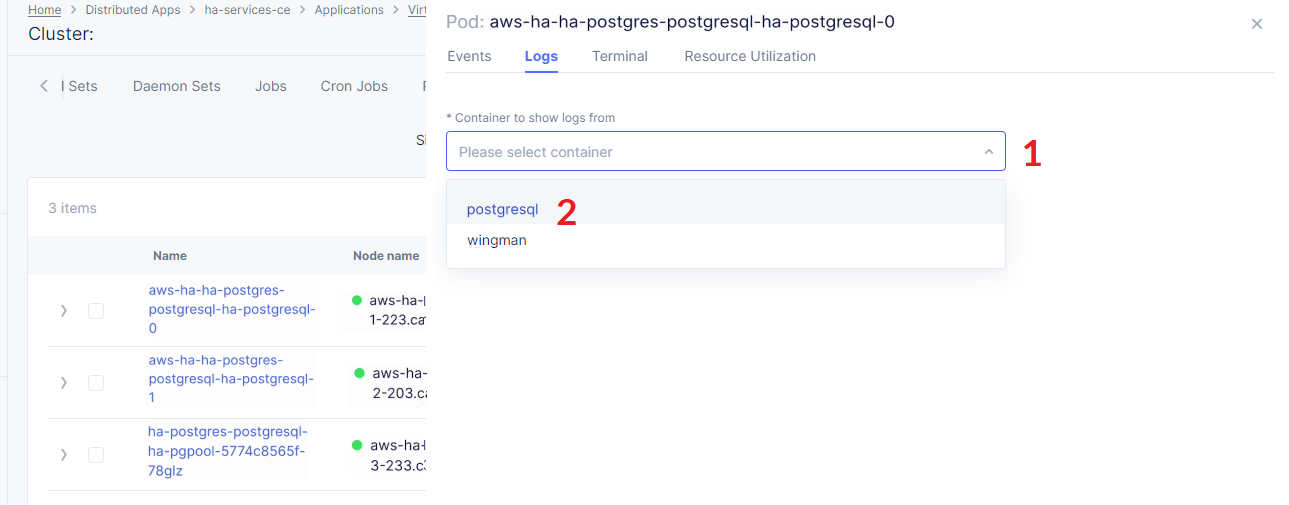 Home > Distributed Apps > ha-services-ce > Applications > Virt
Cluster:
l Sets Daemon Sets Jobs Cron Jobs
3 items
Name Node name
aws-ha-ha-postgres-
postgresql-ha-postgresql-
0
aws-ha-
1-223.ca
aws-ha-ha-postgres-
postgresql-ha-postgresql-
1
aws-ha-
2-203.ca
ha-postgres-postgresql-
ha-pgpool-5774c8565f-
78glz
aws-ha-
3-233.c
Pod: aws-ha-ha-postgres-postgresql-ha-postgresql-0
Events Logs Terminal Resource Utilization
* Container to show logs from
Please select container
1
postgresql
2
wingman